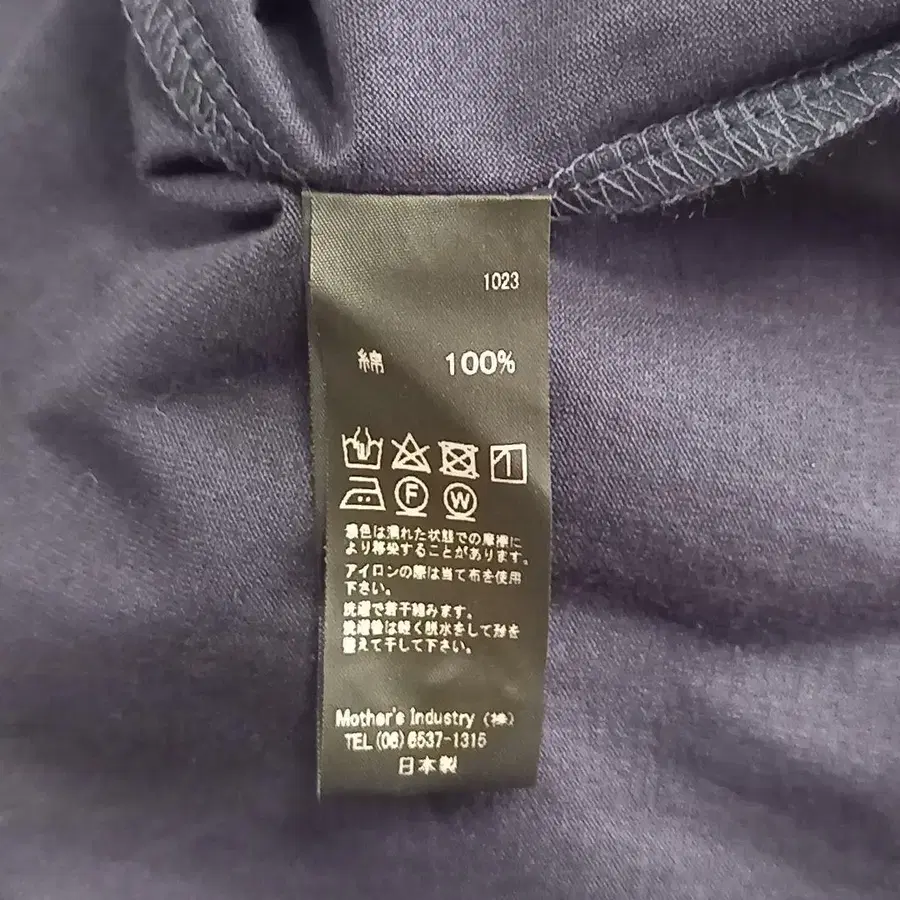 1023
綿 100%
F W
濃色は濡れた状態での摩擦に
より移染することがあります。
アイロンの際は当て布を使用
下さい。
洗濯で若干縮みます。
洗濯後は軽く脱水をして形を
整えて干して下さい。
Mother's Industry (株)
TEL(06)6537-1315
日本製